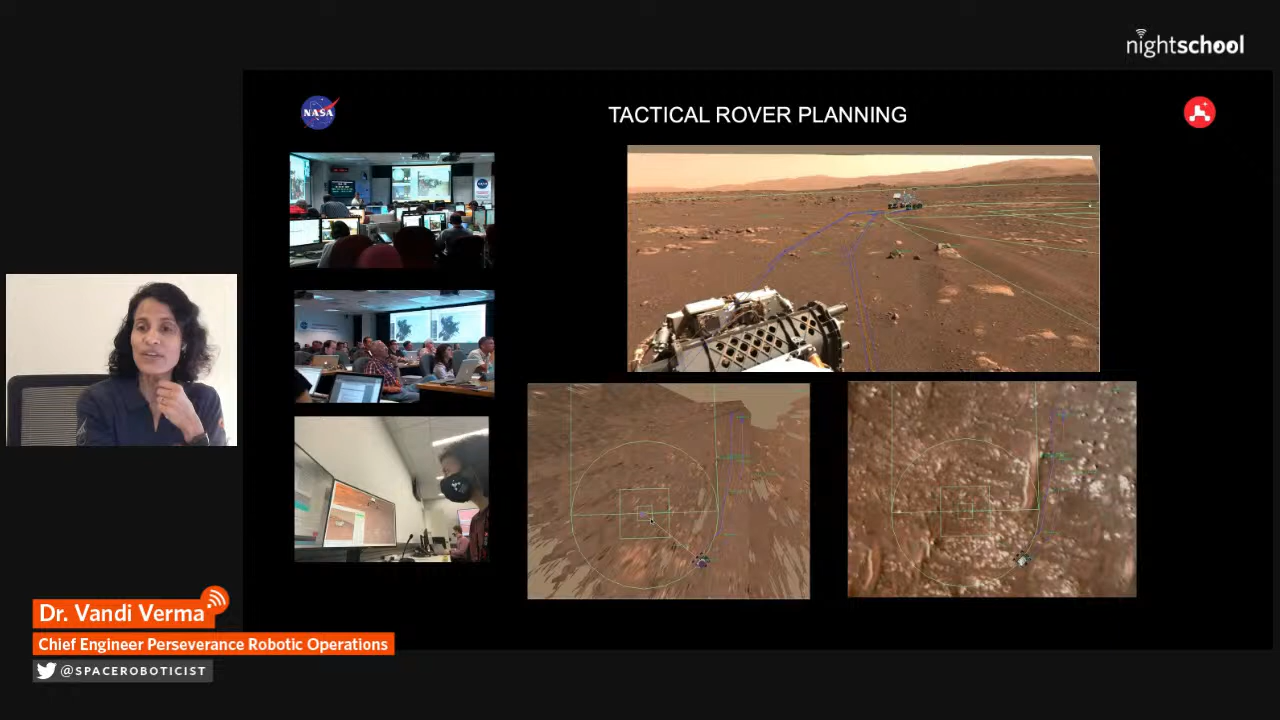 nightschool
NASA
TACTICAL ROVER PLANNING
Dr. Vandi Verma
Chief Engineer Perseverance Robotic Operations
@SPACEROBOTICIST